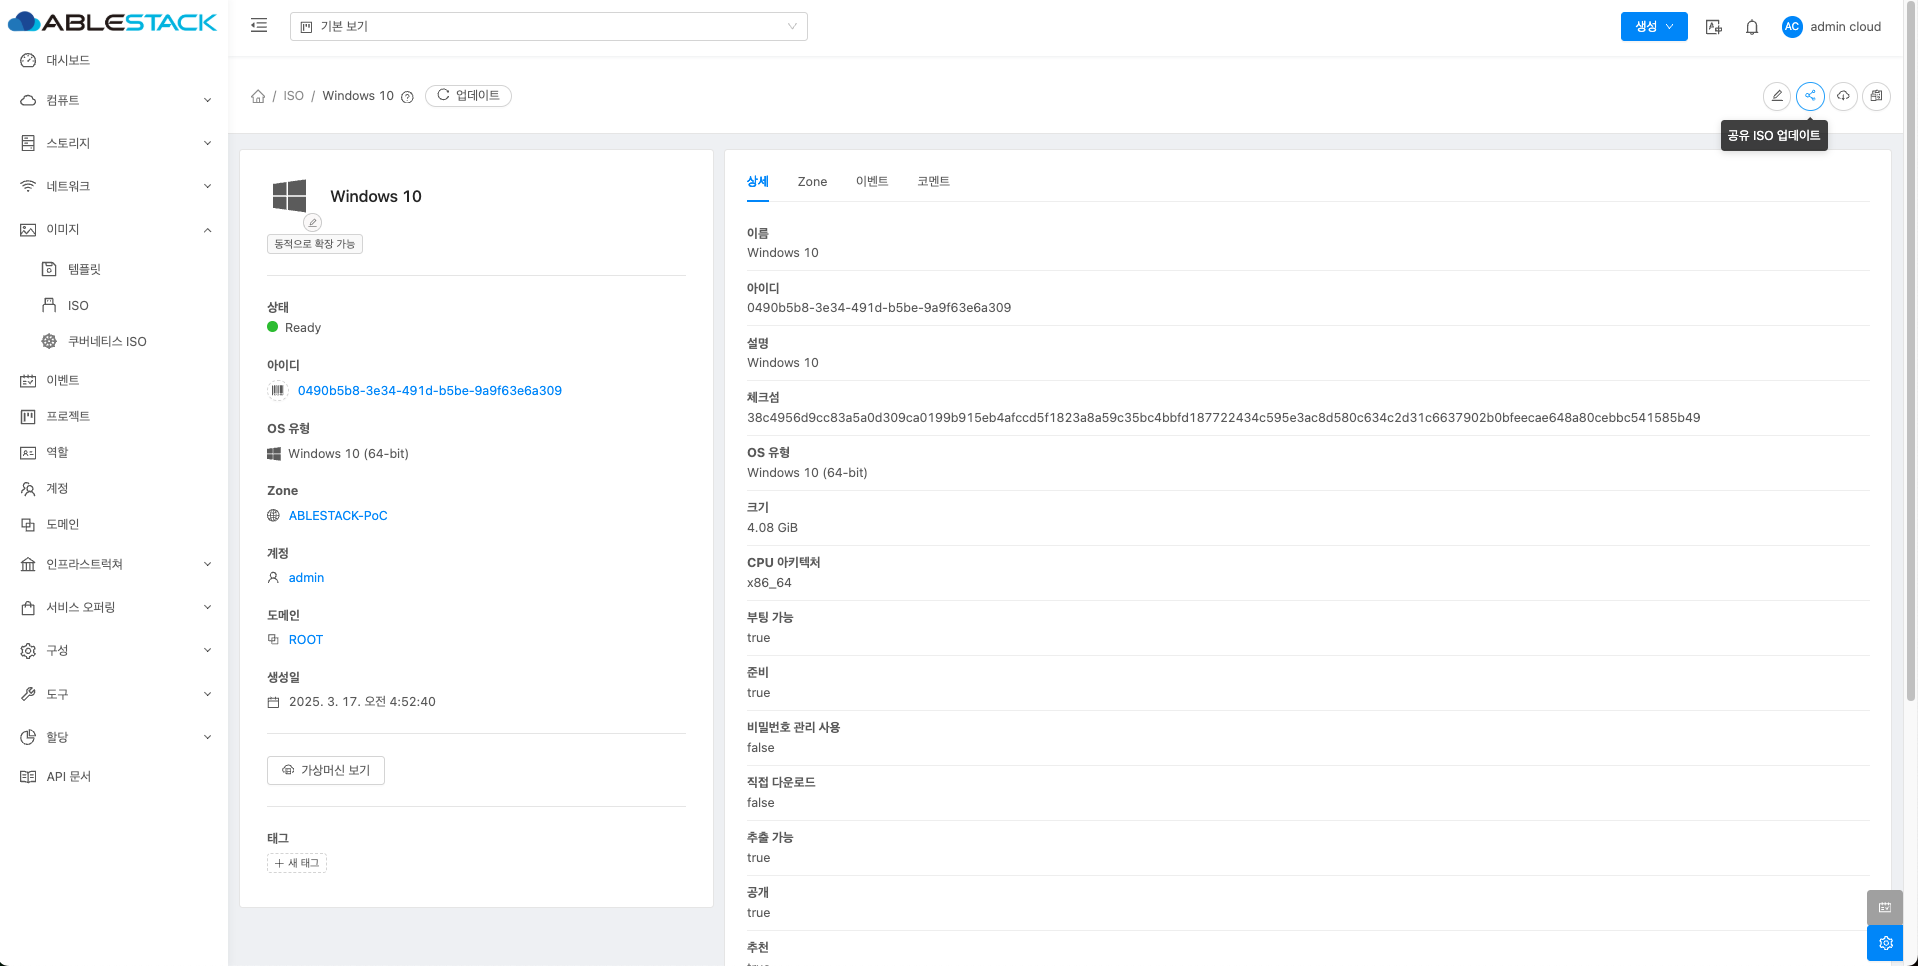 ABLESTACK
기본 보기
생성
AC
admin cloud
대시보드
컴퓨트
스토리지
네트워크
이미지
템플릿
ISO
쿠버네티스 ISO
이벤트
프로젝트
역할
계정
도메인
인프라스트럭쳐
서비스 오퍼링
구성
도구
할당
API 문서
/ ISO / Windows 10
업데이트
공유 ISO 업데이트
Windows 10
동적으로 확장 가능
상태
Ready
아이디
0490b5b8-3e34-491d-b5be-9a9f63e6a309
OS 유형
Windows 10 (64-bit)
Zone
ABLESTACK-PoC
계정
admin
도메인
ROOT
생성일
2025. 3. 17. 오전 4:52:40
가상머신 보기
태그
+ 새 태그
상세 Zone 이벤트 코멘트
이름
Windows 10
아이디
0490b5b8-3e34-491d-b5be-9a9f63e6a309
설명
Windows 10
체크섬
38c4956d9cc83a5a0d309ca0199b915eb4afccd5f1823a8a59c35bc4bbfd187722434c595e3ac8d580c634c2d31c6637902b0bfeecae648a80cebbc541585b49
OS 유형
Windows 10 (64-bit)
크기
4.08 GiB
CPU 아키텍처
x86_64
부팅 가능
true
준비
true
비밀번호 관리 사용
false
직접 다운로드
false
추출 가능
true
공개
true
추천